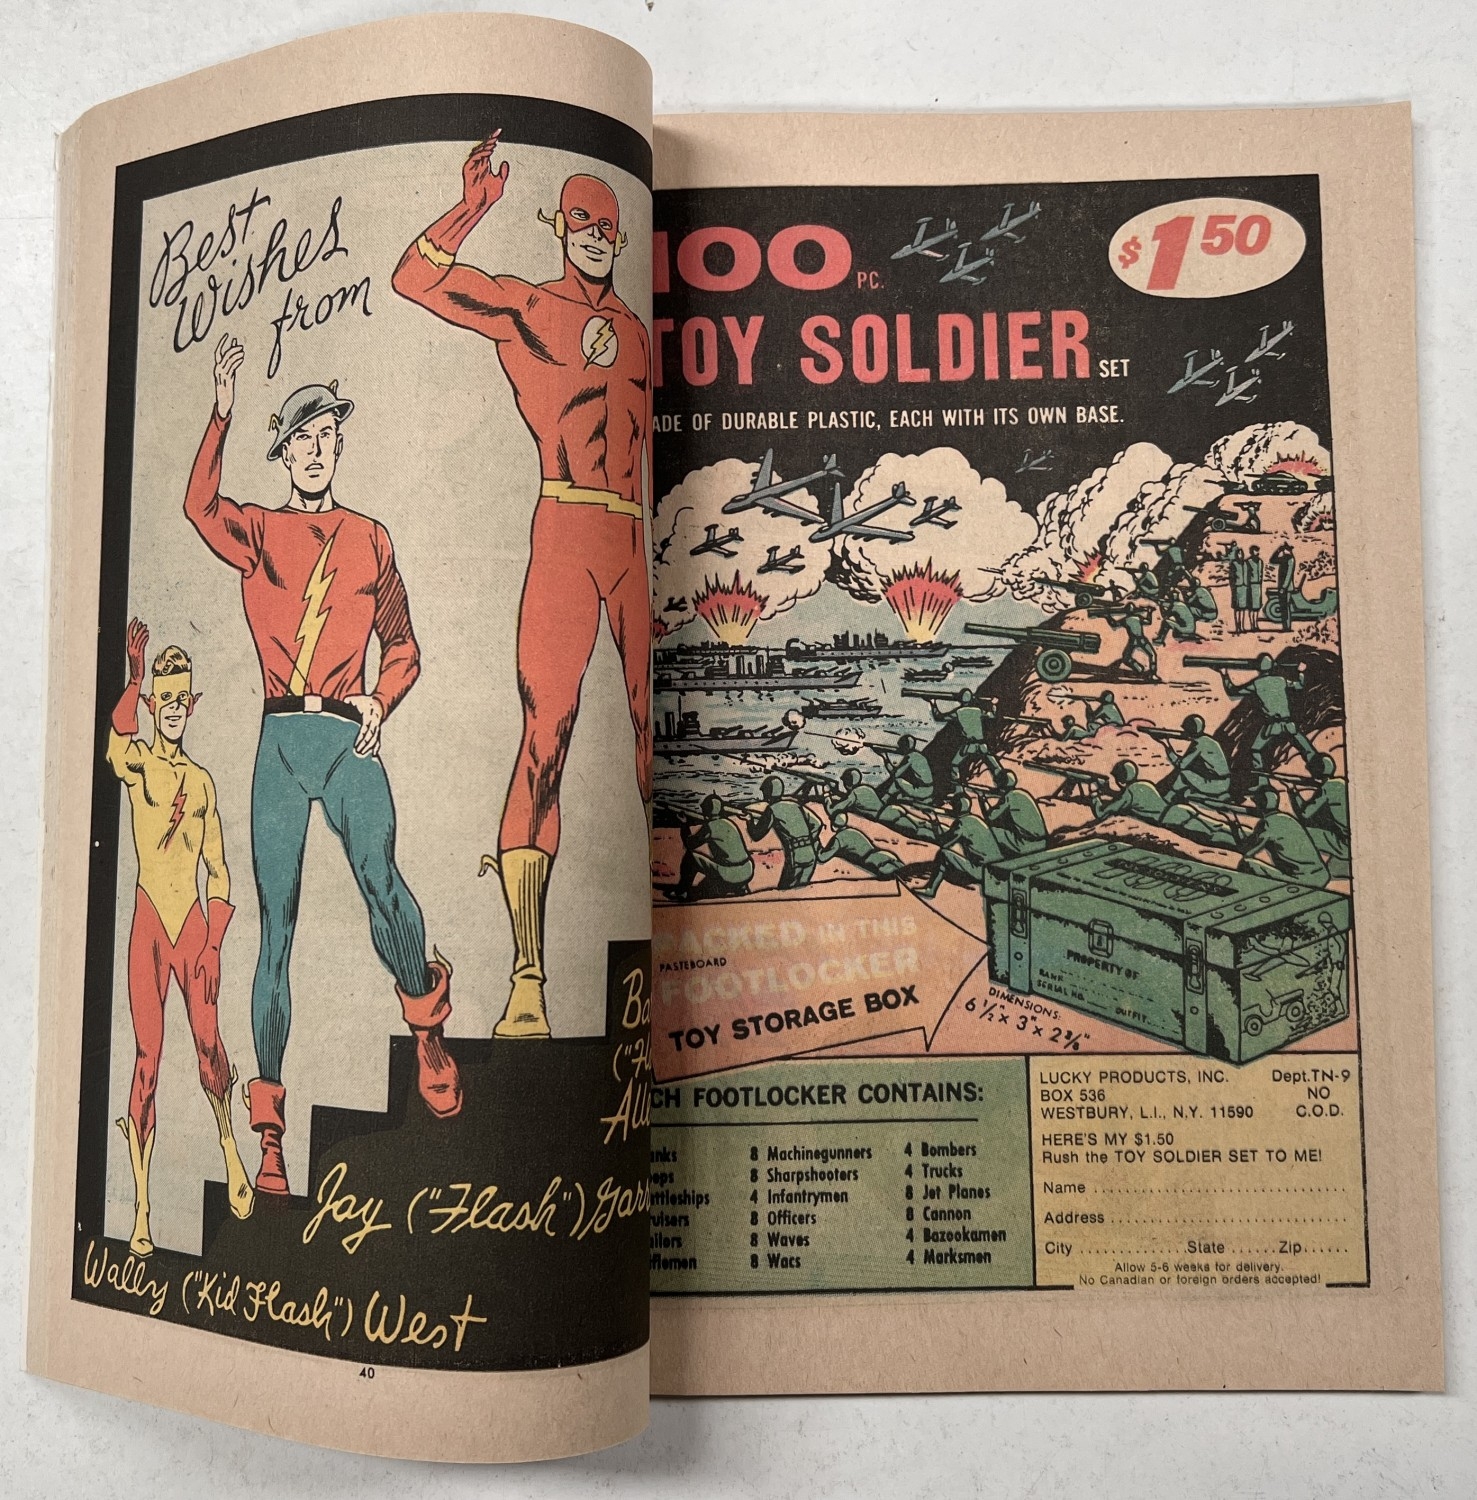 Best
Wishes
from
Jay ("Flash") Garr
Wally ("Kid Flash") West
40
$1.50
100 PC.
TOY SOLDIER SET
ADE OF DURABLE PLASTIC, EACH WITH ITS OWN BASE.
PACKED IN THIS
PASTEBOARD
FOOTLOCKER
TOY STORAGE BOX
PROPERTY OF
RANK
SERIAL NO.
OUTFIT
DIMENSIONS:
6 1/2" x 3" x 2 3/8"
CH FOOTLOCKER CONTAINS:
anks
eeps
attleships
ruisers
ailors
iflemen
8 Machinegunners
8 Sharpshooters
4 Infantrymen
8 Officers
8 Waves
8 Wacs
4 Bombers
4 Trucks
8 Jet Planes
8 Cannon
4 Bazookamen
4 Marksmen
LUCKY PRODUCTS, INC. Dept.TN-9
BOX 536 NO
WESTBURY, L.I., N.Y. 11590 C.O.D.
HERE'S MY $1.50
Rush the TOY SOLDIER SET TO ME!
Name
Address
City State Zip
Allow 5-6 weeks for delivery.
No Canadian or foreign orders accepted!